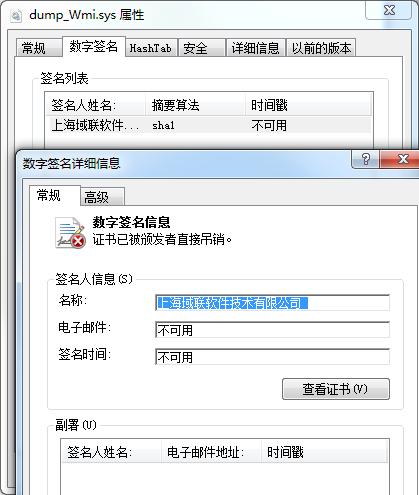 dump_Wmi.sys 属性
常规 数字签名 HashTab 安全 详细信息 以前的版本
签名列表
签名人姓名: 摘要算法 时间戳
上海域联软件... sha1 不可用
数字签名详细信息
常规 高级
数字签名信息
证书已被颁发者直接吊销。
签名人信息(S)
名称: 上海域联软件技术有限公司
电子邮件: 不可用
签名时间: 不可用
查看证书(V)
副署(U)
签名人姓名: 电子邮件地址: 时间戳